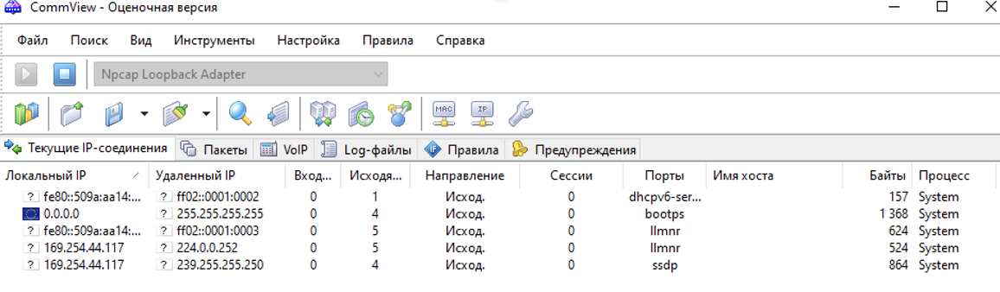 CommView - Оценочная версия
Файл Поиск Вид Инструменты Настройка Правила Справка
Npcap Loopback Adapter
MAC IP
Текущие IP-соединения Пакеты VoIP Log-файлы IF Правила Предупреждения
Локальный IP Удаленный IP Вход... Исходя... Направление Сессии Порты Имя хоста Байты Процесс
? fe80::509a:aa14:... ? ff02::0001:0002 0 1 Исход. 0 dhcpv6-ser... 157 System
0.0.0.0 ? 255.255.255.255 0 4 Исход. 0 bootps 1 368 System
? fe80::509a:aa14:... ? ff02::0001:0003 0 5 Исход. 0 llmnr 624 System
? 169.254.44.117 ? 224.0.0.252 0 5 Исход. 0 llmnr 524 System
? 169.254.44.117 ? 239.255.255.250 0 4 Исход. 0 ssdp 864 System